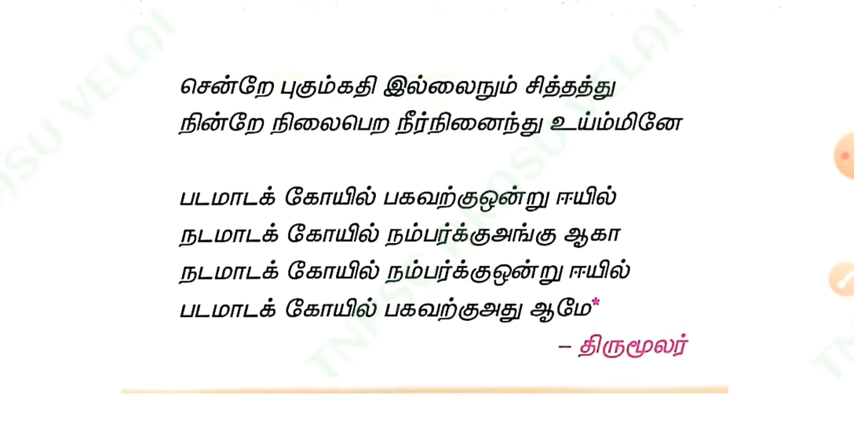 சென்றே புகும்கதி இல்லைநும் சித்தத்து
நின்றே நிலைபெற நீர்நினைந்து உய்ம்மினே
படமாடக் கோயில் பகவற்குஒன்று ஈயில்
நடமாடக் கோயில் நம்பர்க்குஅங்கு ஆகா
நடமாடக் கோயில் நம்பர்க்குஒன்று ஈயில்
படமாடக் கோயில் பகவற்குஅது ஆமே*
– திருமூலர்